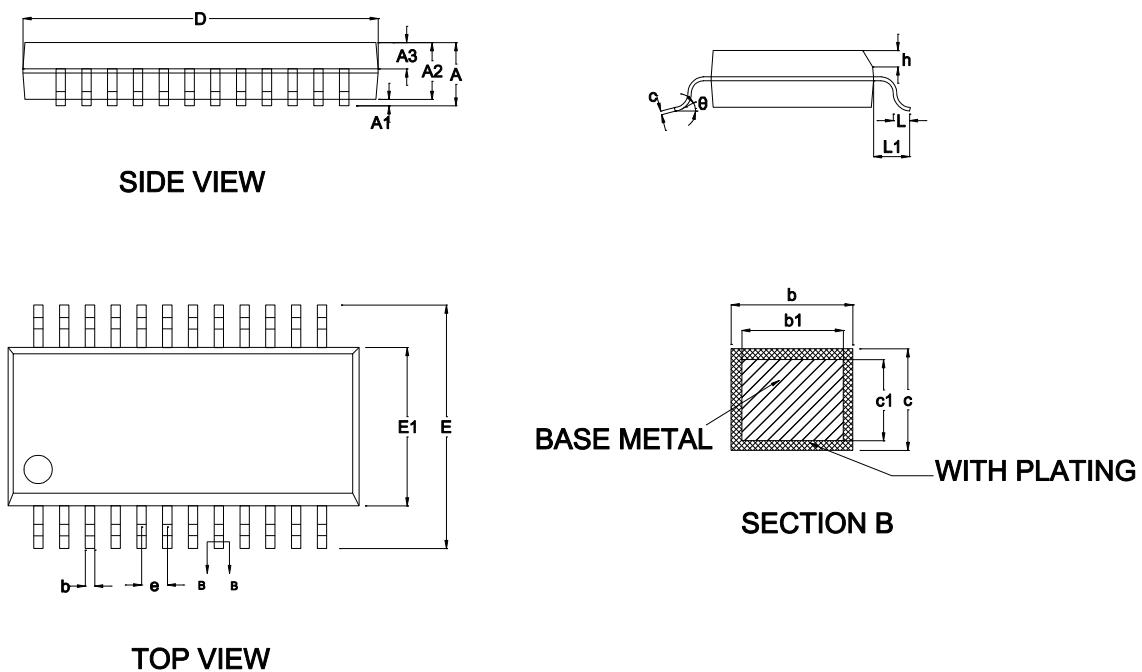 D
A3
A2
A
A1
SIDE VIEW
h
c
θ
L
L1
E1
E
b
e
B
B
TOP VIEW
b
b1
c1
c
BASE METAL
WITH PLATING
SECTION B